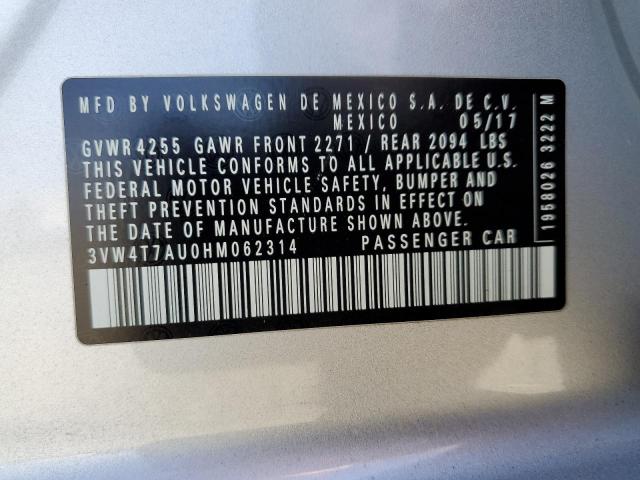 MFD BY VOLKSWAGEN DE MEXICO S.A. DE C.V.
MEXICO 05/17
GVWR 4255 GAWR FRONT 2271 / REAR 2094 LBS
THIS VEHICLE CONFORMS TO ALL APPLICABLE U.S.
FEDERAL MOTOR VEHICLE SAFETY, BUMPER AND
THEFT PREVENTION STANDARDS IN EFFECT ON
THE DATE OF MANUFACTURE SHOWN ABOVE.
3VW4T7AU0HM062314 PASSENGER CAR
1958026 3222 M